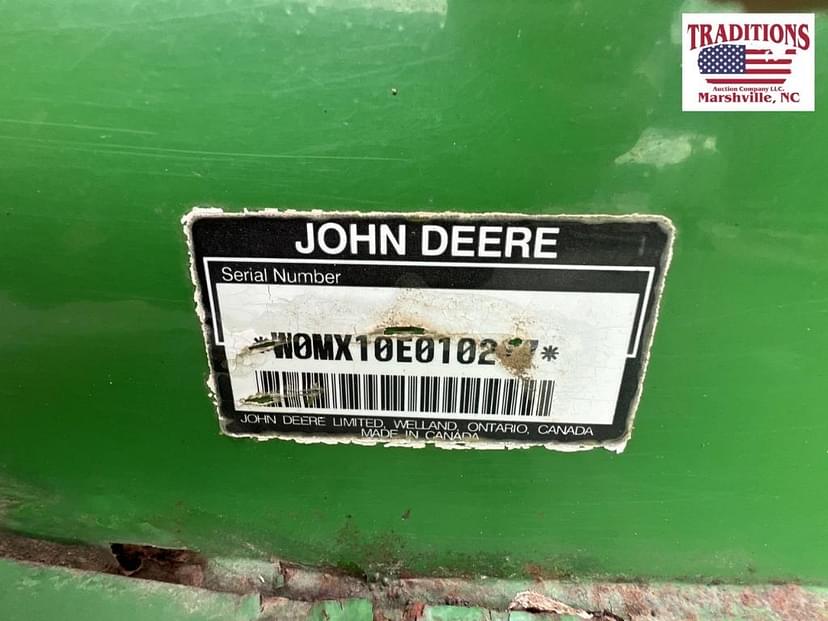 TRADITIONS
Auction Company LLC.
Marshville, NC
JOHN DEERE
Serial Number
JOHN DEERE LIMITED, WELLAND, ONTARIO, CANADA
MADE IN CANADA